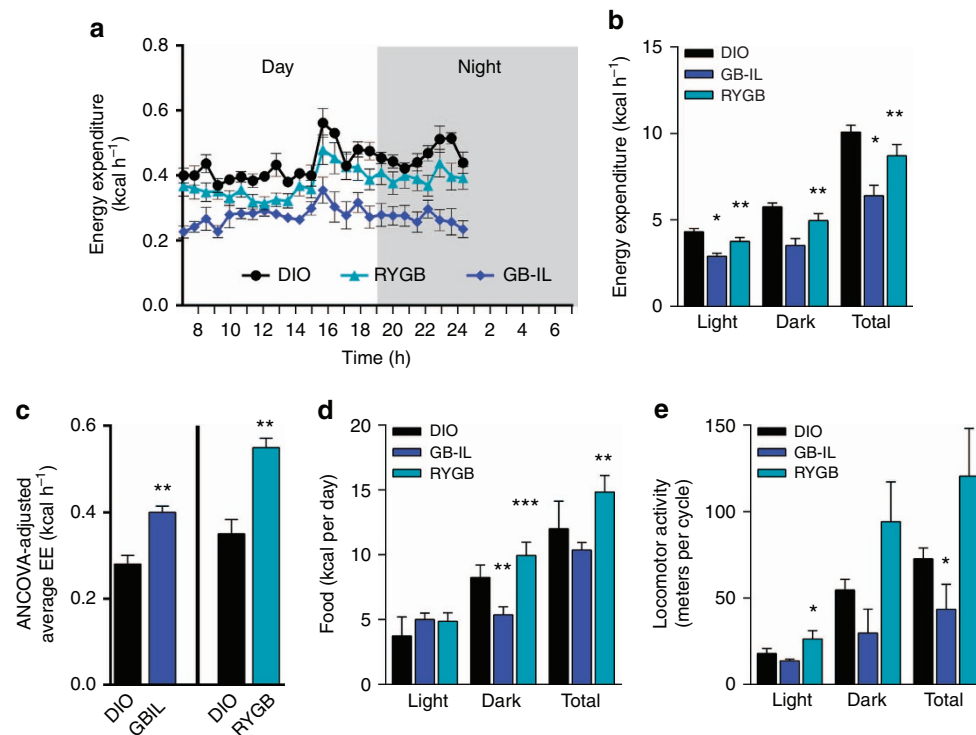 a
Energy expenditure
(kcal h⁻¹)
0.8
0.6
0.4
0.2
0.0
Day
Night
DIO
RYGB
GB-IL
8 10 12 14 16 18 20 22 24 2 4 6
Time (h)
b
Energy expenditure (kcal h⁻¹)
15
10
5
0
DIO
GB-IL
RYGB
* ** ** * **
Light Dark Total
c
ANCOVA-adjusted
average EE (kcal h⁻¹)
0.6
0.4
0.2
0.0
** **
DIO
GBIL
DIO
RYGB
d
Food (kcal per day)
20
15
10
5
0
DIO
GB-IL
RYGB
** *** **
Light Dark Total
e
Locomotor activity
(meters per cycle)
150
100
50
0
DIO
GB-IL
RYGB
* *
Light Dark Total